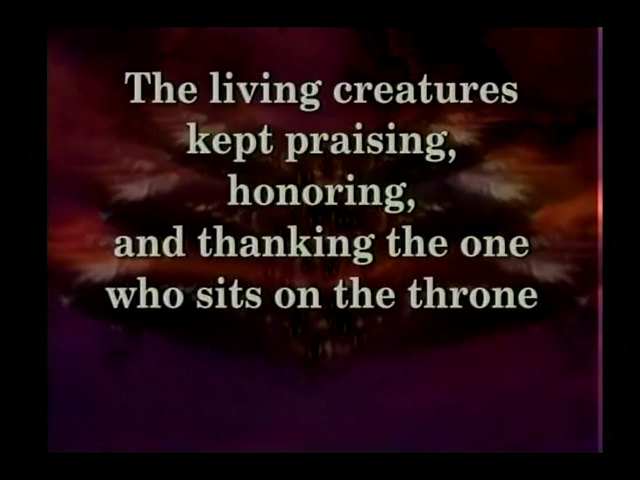 The living creatures
kept praising,
honoring,
and thanking the one
who sits on the throne